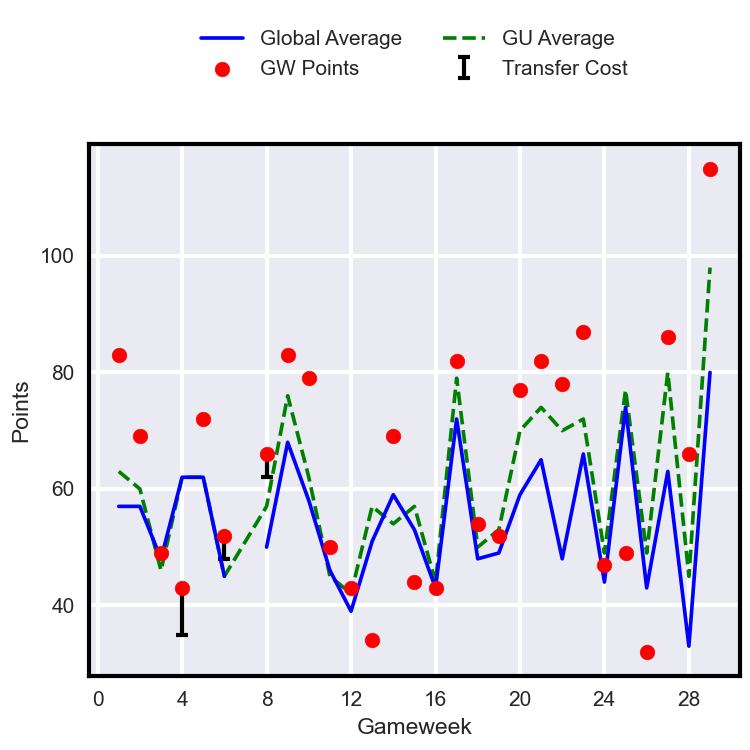 Global Average
GU Average
GW Points
Transfer Cost
100
80
60
40
Points
0 4 8 12 16 20 24 28
Gameweek